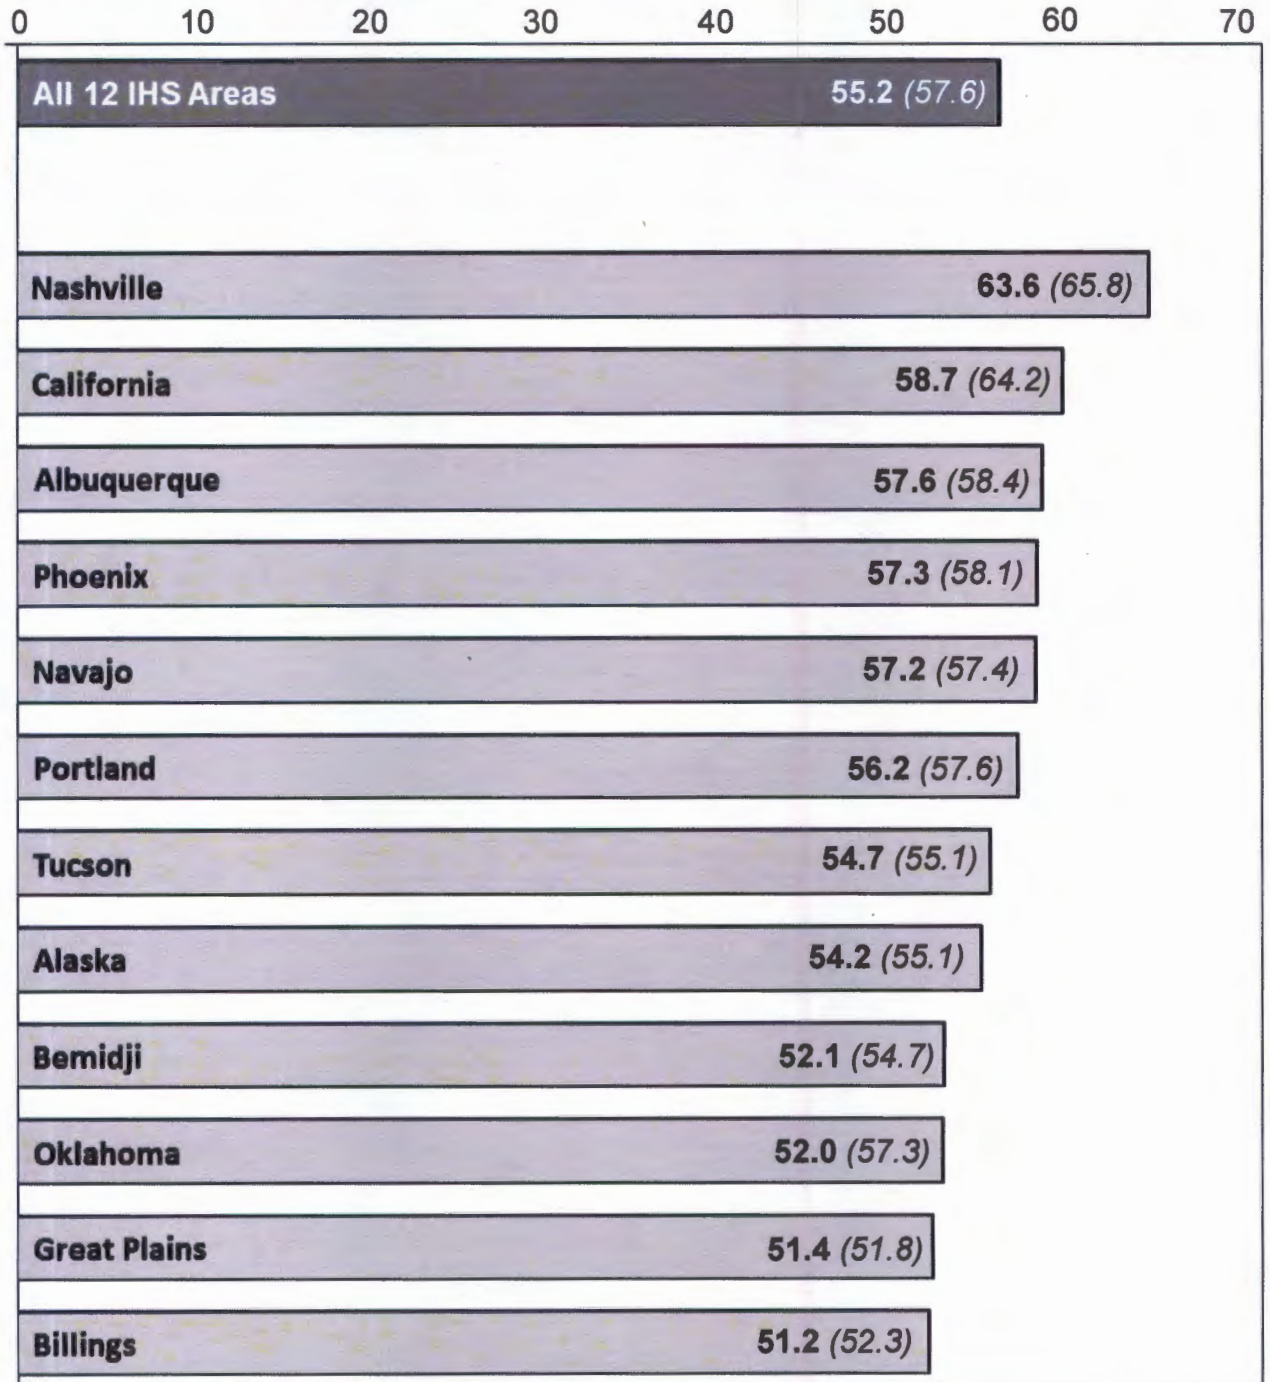 0 10 20 30 40 50 60 70
All 12 IHS Areas 55.2 (57.6)
Nashville 63.6 (65.8)
California 58.7 (64.2)
Albuquerque 57.6 (58.4)
Phoenix 57.3 (58.1)
Navajo 57.2 (57.4)
Portland 56.2 (57.6)
Tucson 54.7 (55.1)
Alaska 54.2 (55.1)
Bemidji 52.1 (54.7)
Oklahoma 52.0 (57.3)
Great Plains 51.4 (51.8)
Billings 51.2 (52.3)